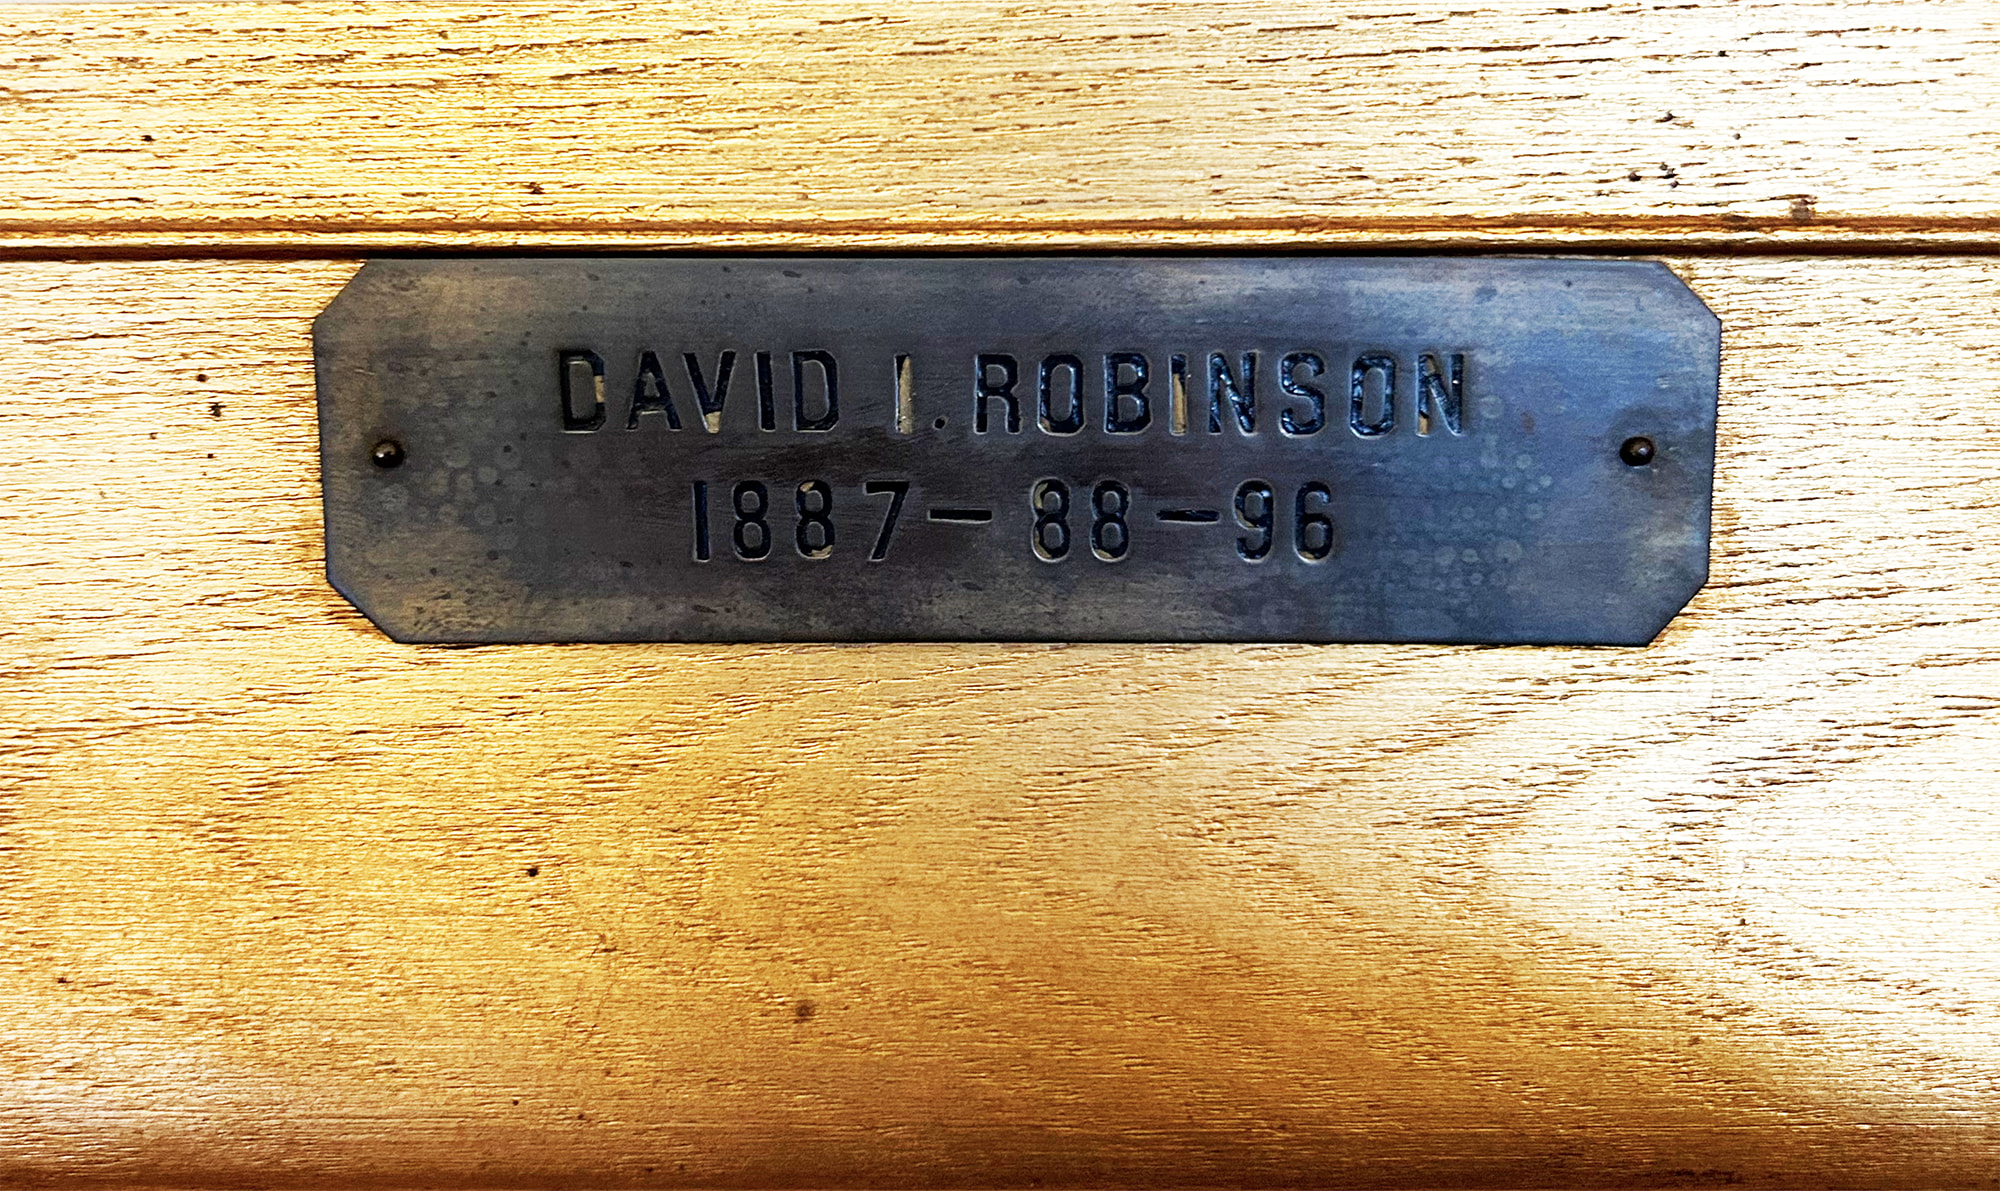 DAVID I. ROBINSON
1887 – 88 – 96